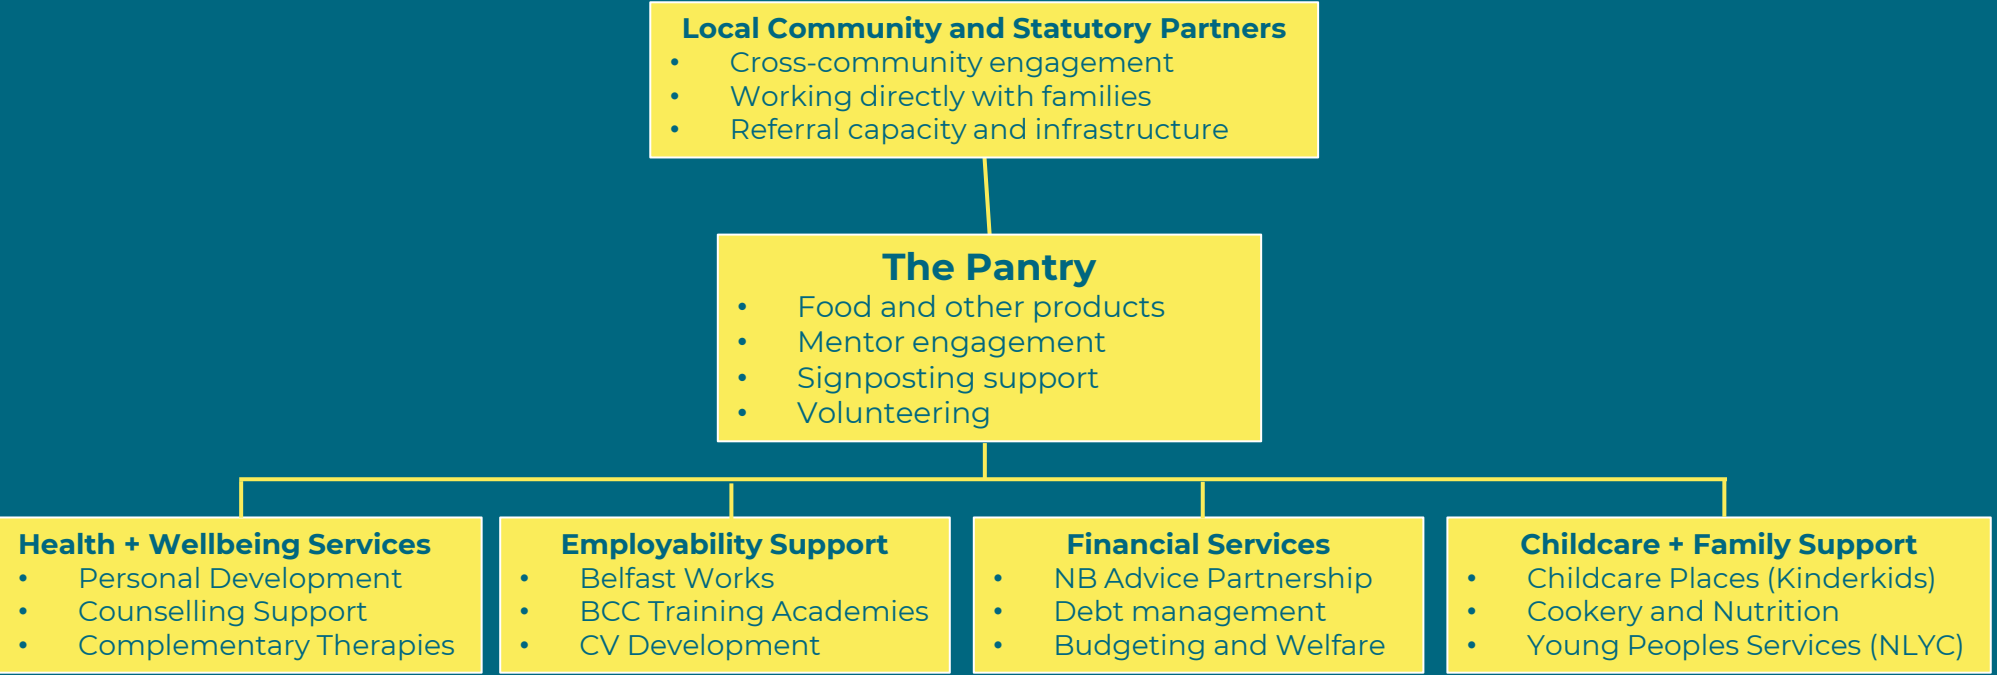 Local Community and Statutory Partners
• Cross-community engagement
• Working directly with families
• Referral capacity and infrastructure
The Pantry
• Food and other products
• Mentor engagement
• Signposting support
• Volunteering
Health + Wellbeing Services
• Personal Development
• Counselling Support
• Complementary Therapies
Employability Support
• Belfast Works
• BCC Training Academies
• CV Development
Financial Services
• NB Advice Partnership
• Debt management
• Budgeting and Welfare
Childcare + Family Support
• Childcare Places (Kinderkids)
• Cookery and Nutrition
• Young Peoples Services (NLYC)